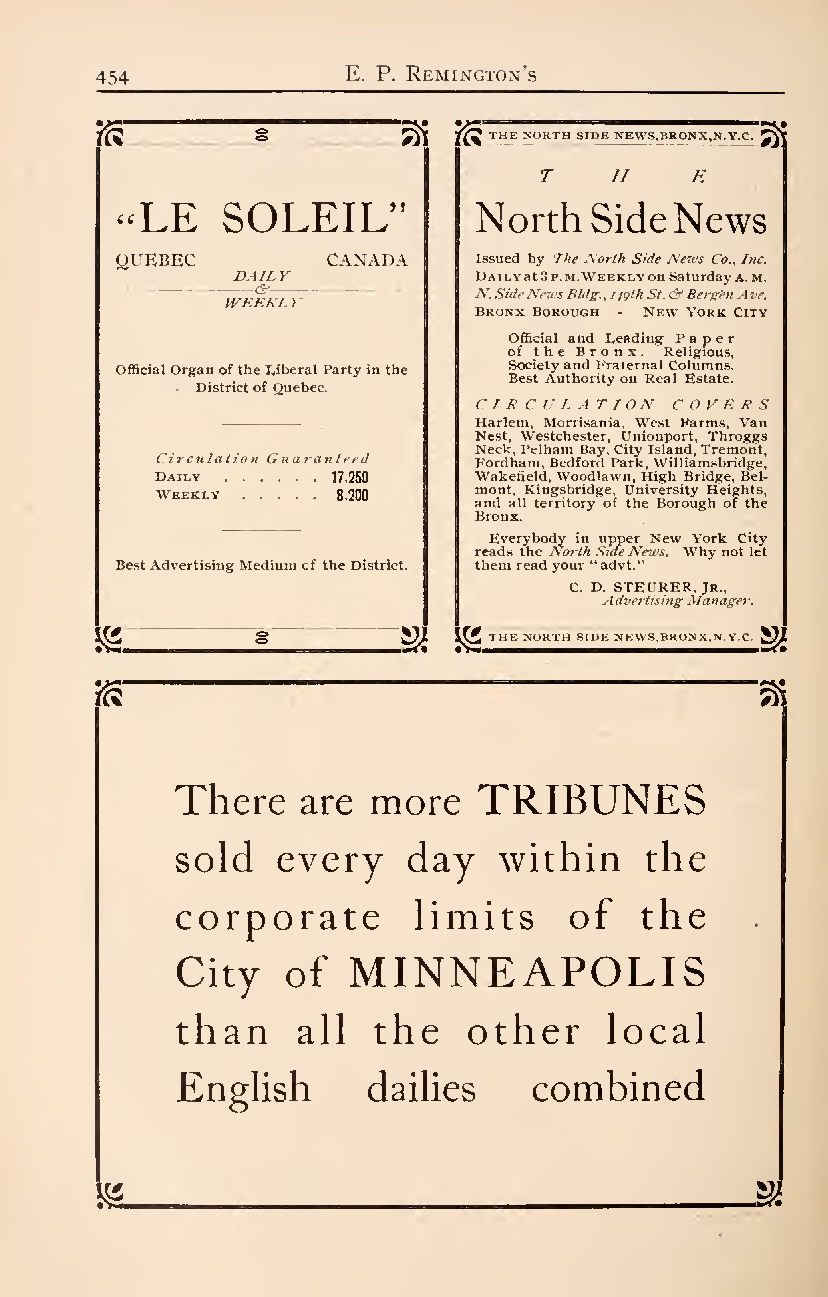 454 E. P. Remington's
"LE SOLEIL"
QUEBEC CANADA
DAILY
&
WEEKLY
Official Organ of the Liberal Party in the
District of Quebec.
Circulation Guaranteed
Daily . . . . . . 17,250
Weekly . . . . . 8,200
Best Advertising Medium of the District.
THE NORTH SIDE NEWS, BRONX, N.Y.C.
THE
North Side News
Issued by The North Side News Co., Inc.
Daily at 3 P.M. Weekly on Saturday A. M.
N. Side News Bldg., 149th St. & Bergen Ave.
Bronx Borough - New York City
Official and Leading Paper
of the Bronx. Religious,
Society and Fraternal Columns.
Best Authority on Real Estate.
CIRCULATION COVERS
Harlem, Morrisania, West Farms, Van
Nest, Westchester, Unionport, Throggs
Neck, Pelham Bay, City Island, Tremont,
Fordham, Bedford Park, Williamsbridge,
Wakefield, Woodlawn, High Bridge, Bel-
mont, Kingsbridge, University Heights,
and all territory of the Borough of the
Bronx.
Everybody in upper New York City
reads the North Side News. Why not let
them read your "advt."
C. D. STEURER, Jr.,
Advertising Manager.
THE NORTH SIDE NEWS, BRONX, N.Y.C.
There are more TRIBUNES
sold every day within the
corporate limits of the
City of MINNEAPOLIS
than all the other local
English dailies combined